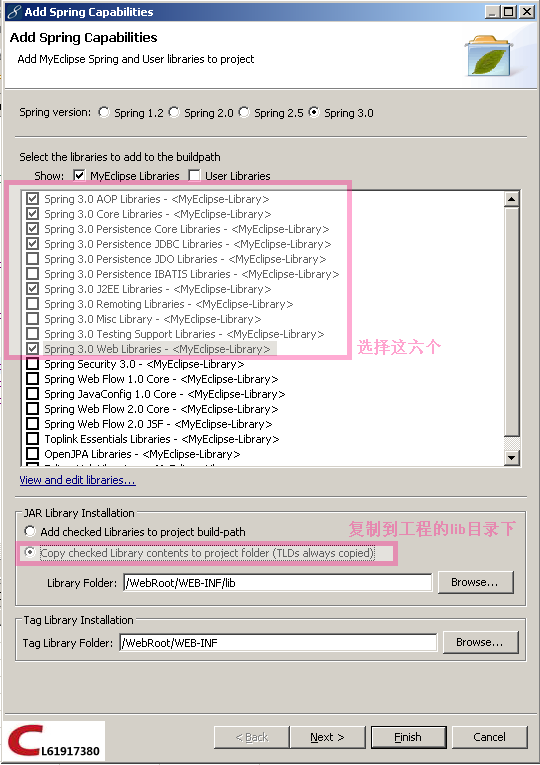 Add Spring Capabilities
Add Spring Capabilities
Add MyEclipse Spring and User libraries to project
Spring version: Spring 1.2 Spring 2.0 Spring 2.5 Spring 3.0
Select the libraries to add to the buildpath
Show: MyEclipse Libraries User Libraries
Spring 3.0 AOP Libraries - <MyEclipse-Library>
Spring 3.0 Core Libraries - <MyEclipse-Library>
Spring 3.0 Persistence Core Libraries - <MyEclipse-Library>
Spring 3.0 Persistence JDBC Libraries - <MyEclipse-Library>
Spring 3.0 Persistence JDO Libraries - <MyEclipse-Library>
Spring 3.0 Persistence IBATIS Libraries - <MyEclipse-Library>
Spring 3.0 J2EE Libraries - <MyEclipse-Library>
Spring 3.0 Remoting Libraries - <MyEclipse-Library>
Spring 3.0 Misc Library - <MyEclipse-Library>
Spring 3.0 Testing Support Libraries - <MyEclipse-Library>
Spring 3.0 Web Libraries - <MyEclipse-Library>
选择这六个
Spring Security 3.0 - <MyEclipse-Library>
Spring Web Flow 1.0 Core - <MyEclipse-Library>
Spring JavaConfig 1.0 Core - <MyEclipse-Library>
Spring Web Flow 2.0 Core - <MyEclipse-Library>
Spring Web Flow 2.0 JSF - <MyEclipse-Library>
Toplink Essentials Libraries - <MyEclipse-Library>
OpenJPA Libraries - <MyEclipse-Library>
View and edit libraries...
JAR Library Installation
Add checked Libraries to project build-path
复制到工程的lib目录下
Copy checked Library contents to project folder (TLDs always copied)
Library Folder: /WebRoot/WEB-INF/lib Browse...
Tag Library Installation
Tag Library Folder: /WebRoot/WEB-INF Browse...
CL61917380
< Back Next > Finish Cancel